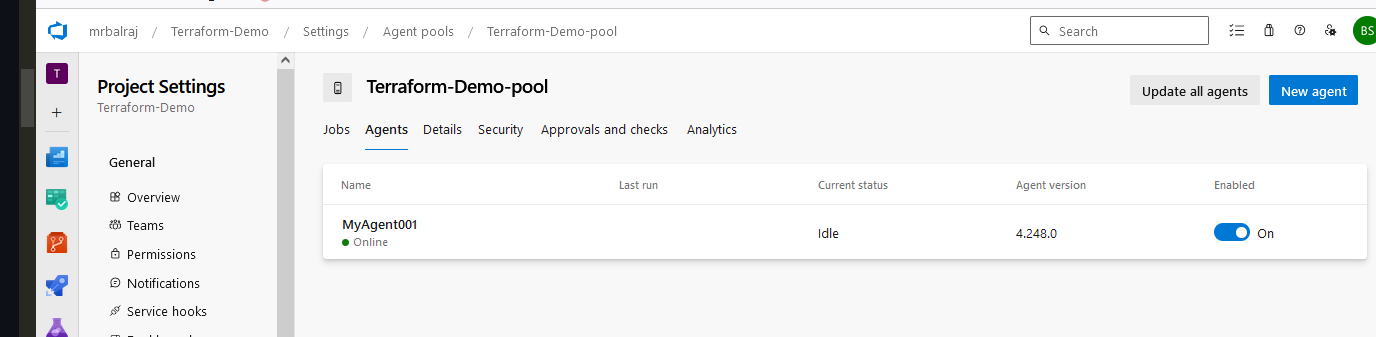 mrbalraj / Terraform-Demo / Settings / Agent pools / Terraform-Demo-pool
Search
BS
T
Project Settings
Terraform-Demo
General
Overview
Teams
Permissions
Notifications
Service hooks
Terraform-Demo-pool
Update all agents
New agent
Jobs Agents Details Security Approvals and checks Analytics
Name Last run Current status Agent version Enabled
MyAgent001
Online
Idle 4.248.0 On